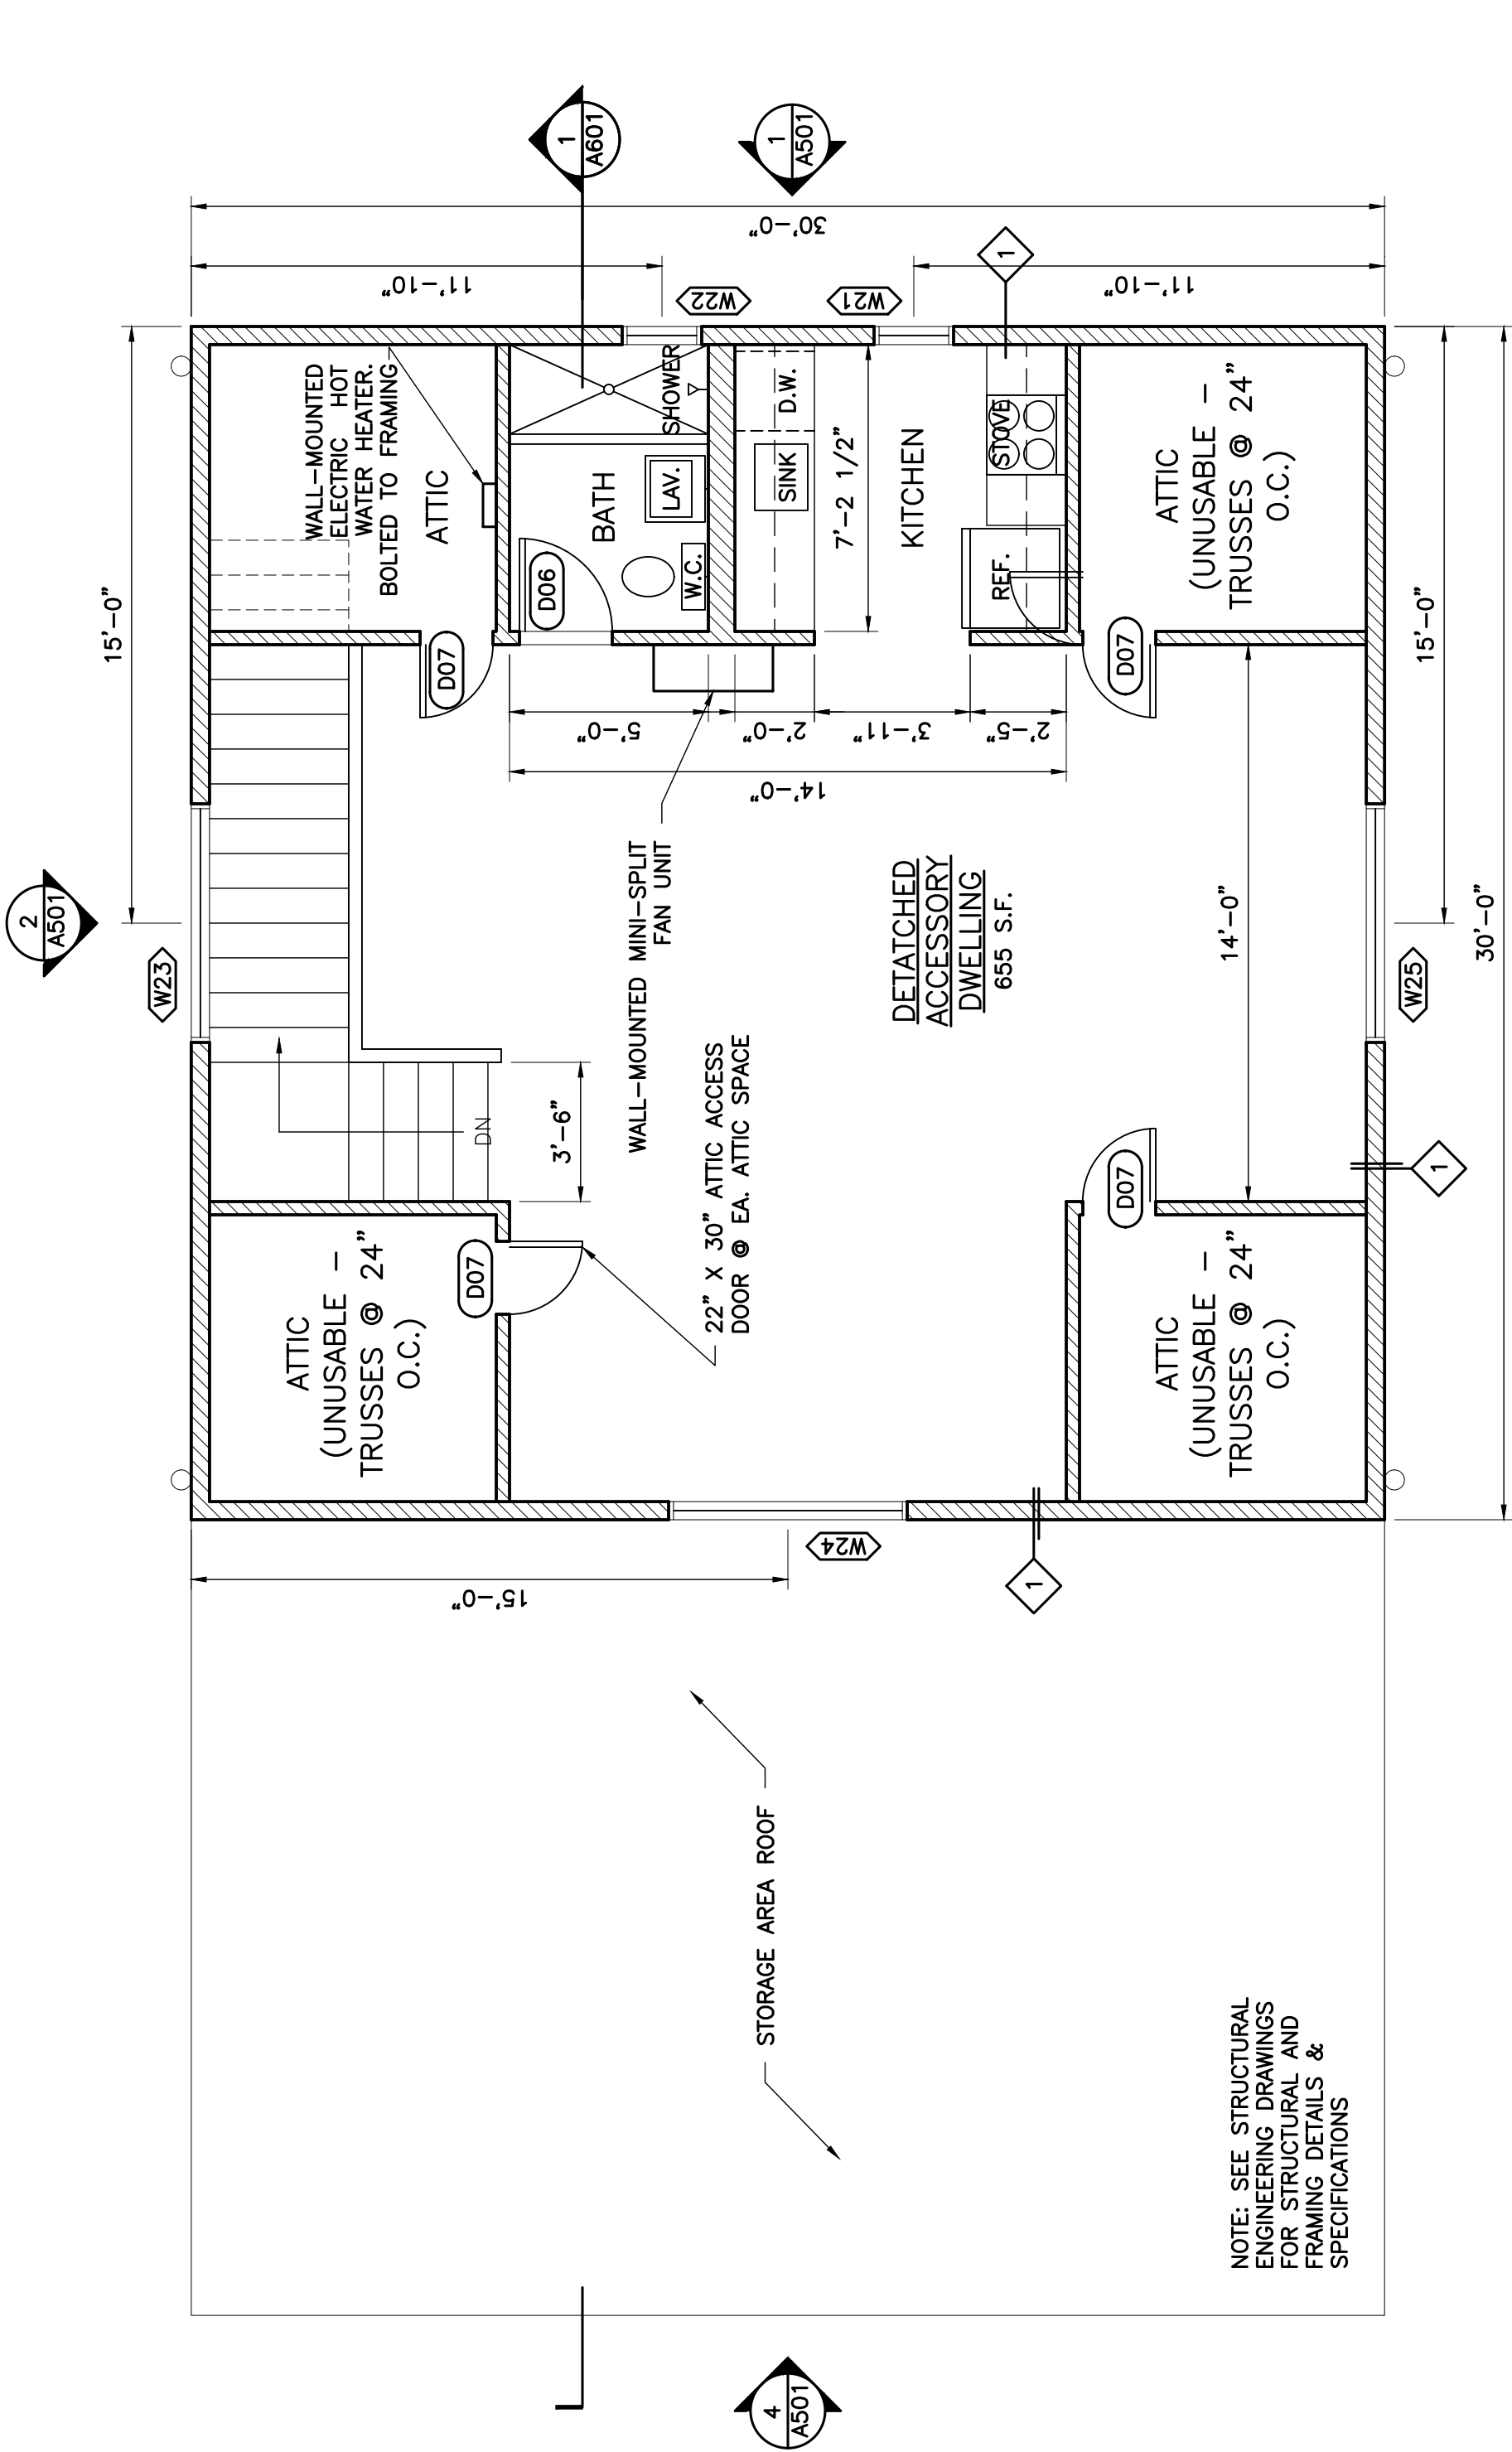 1
A601
1
A501
30'-0"
11'-10"
11'-10"
W22
W21
1
15'-0"
WALL-MOUNTED
ELECTRIC HOT
WATER HEATER.
BOLTED TO FRAMING
ATTIC
SHOWER
BATH
LAV.
W.C.
D06
D.W.
SINK
7'-2 1/2"
KITCHEN
STOVE
REF.
ATTIC
(UNUSABLE -
TRUSSES @ 24"
O.C.)
15'-0"
30'-0"
D07
D07
5'-0"
2'-0"
3'-11"
2'-5"
14'-0"
2
A501
W23
WALL-MOUNTED MINI-SPLIT
FAN UNIT
DETATCHED
ACCESSORY
DWELLING
655 S.F.
14'-0"
W25
DN
3'-6"
22" X 30" ATTIC ACCESS
DOOR @ EA. ATTIC SPACE
D07
D07
1
ATTIC
(UNUSABLE -
TRUSSES @ 24"
O.C.)
ATTIC
(UNUSABLE -
TRUSSES @ 24"
O.C.)
15'-0"
W24
1
STORAGE AREA ROOF
NOTE: SEE STRUCTURAL
ENGINEERING DRAWINGS
FOR STRUCTURAL AND
FRAMING DETAILS &
SPECIFICATIONS
4
A501